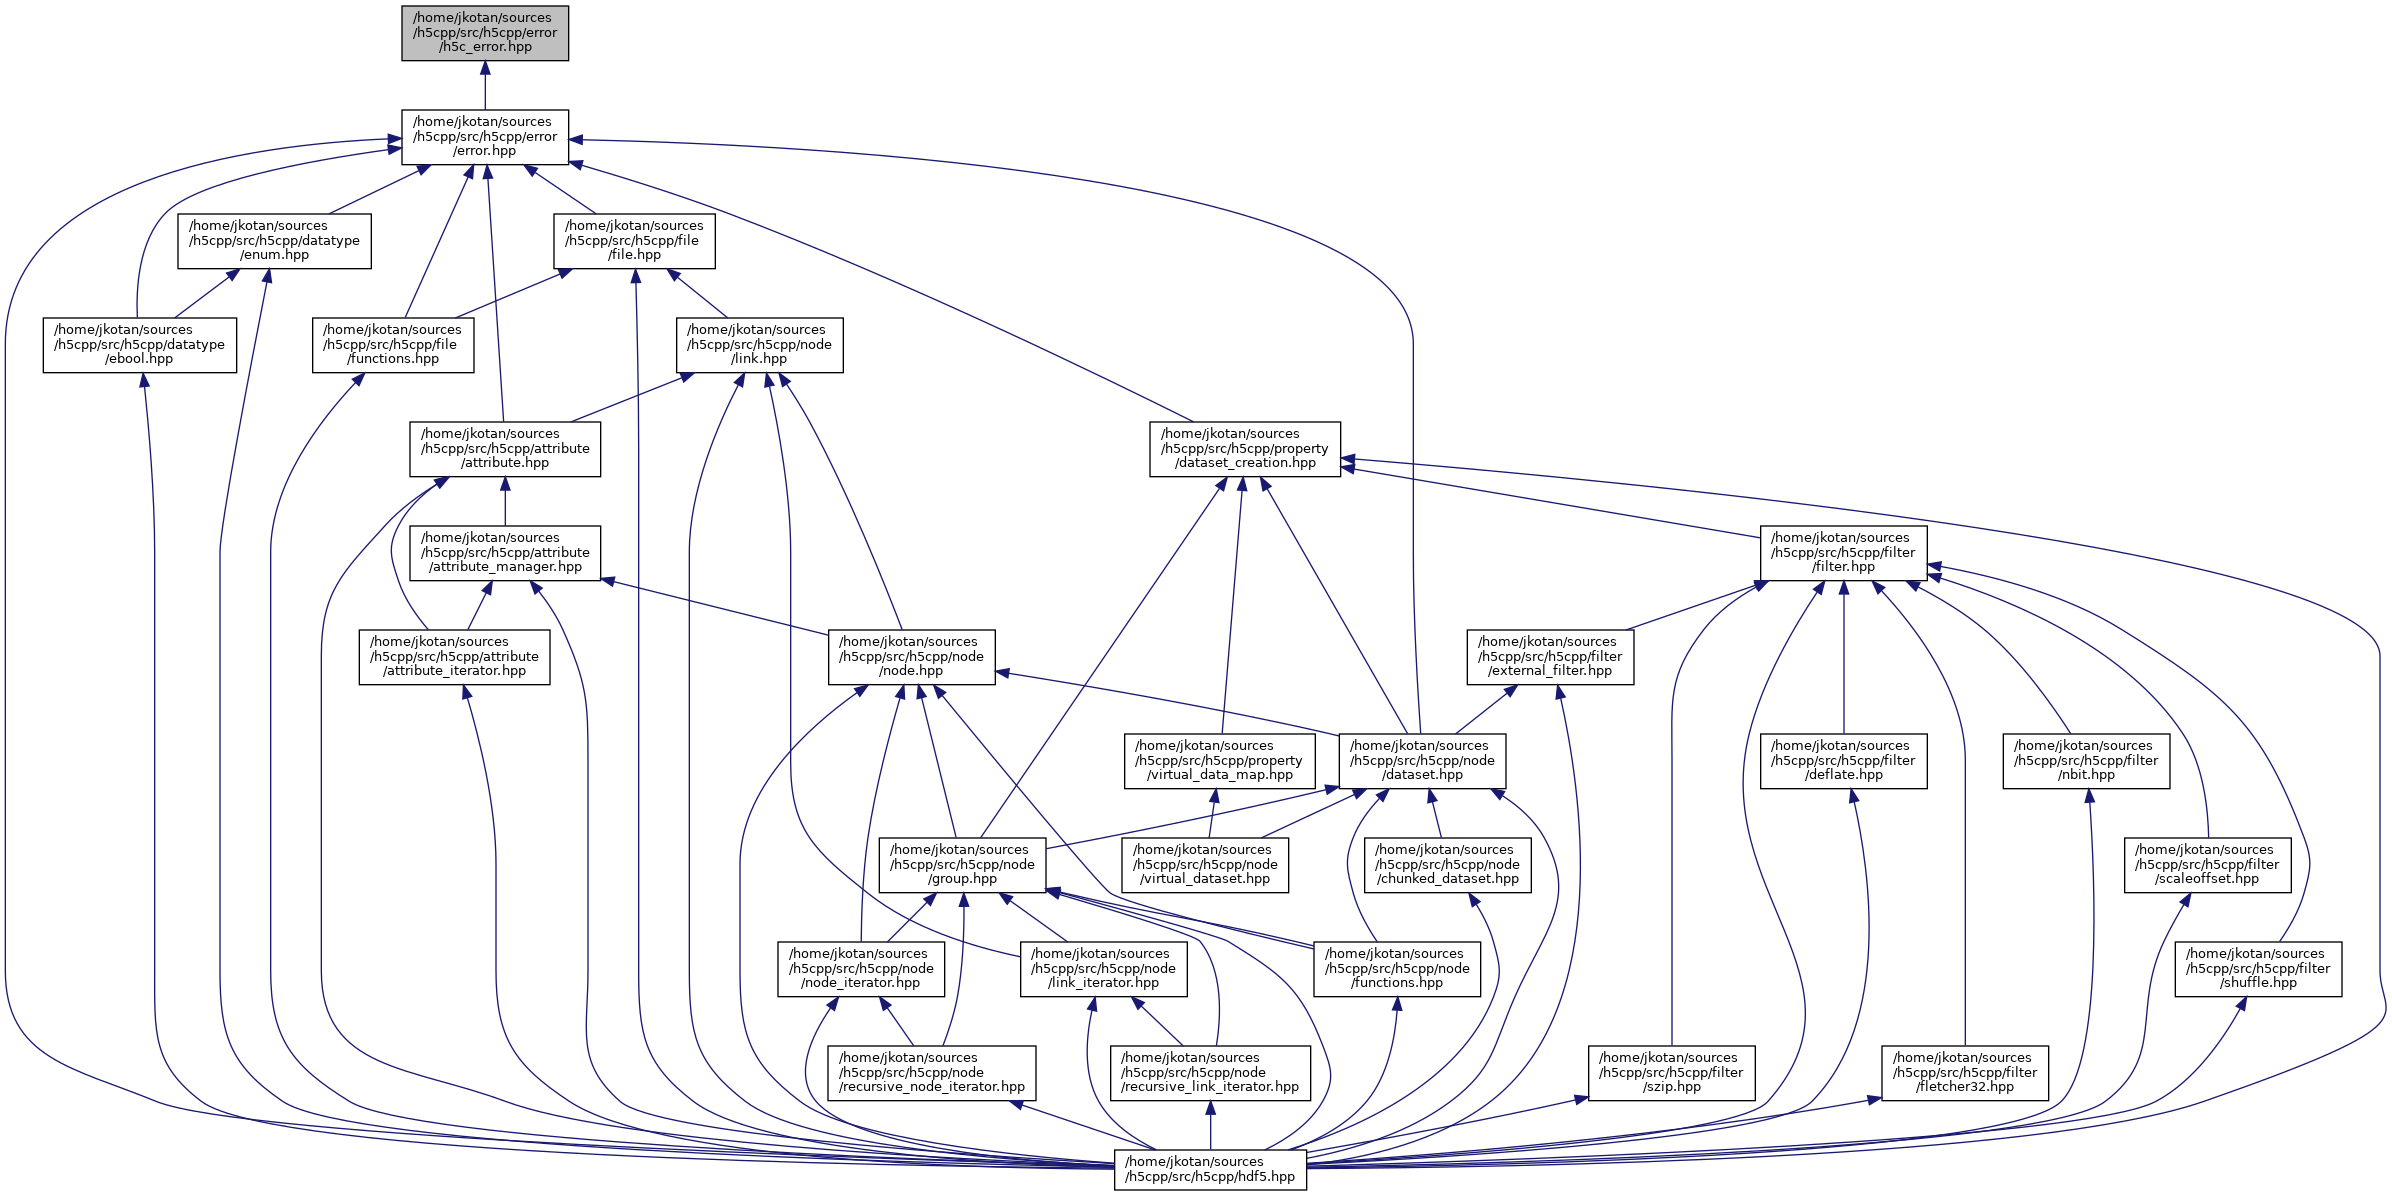 /home/jkotan/sources
/h5cpp/src/h5cpp/error
/h5c_error.hpp
/home/jkotan/sources
/h5cpp/src/h5cpp/error
/error.hpp
/home/jkotan/sources
/h5cpp/src/h5cpp/datatype
/enum.hpp
/home/jkotan/sources
/h5cpp/src/h5cpp/file
/file.hpp
/home/jkotan/sources
/h5cpp/src/h5cpp/datatype
/ebool.hpp
/home/jkotan/sources
/h5cpp/src/h5cpp/file
/functions.hpp
/home/jkotan/sources
/h5cpp/src/h5cpp/node
/link.hpp
/home/jkotan/sources
/h5cpp/src/h5cpp/attribute
/attribute.hpp
/home/jkotan/sources
/h5cpp/src/h5cpp/property
/dataset_creation.hpp
/home/jkotan/sources
/h5cpp/src/h5cpp/attribute
/attribute_manager.hpp
/home/jkotan/sources
/h5cpp/src/h5cpp/filter
/filter.hpp
/home/jkotan/sources
/h5cpp/src/h5cpp/attribute
/attribute_iterator.hpp
/home/jkotan/sources
/h5cpp/src/h5cpp/node
/node.hpp
/home/jkotan/sources
/h5cpp/src/h5cpp/filter
/external_filter.hpp
/home/jkotan/sources
/h5cpp/src/h5cpp/property
/virtual_data_map.hpp
/home/jkotan/sources
/h5cpp/src/h5cpp/node
/dataset.hpp
/home/jkotan/sources
/h5cpp/src/h5cpp/filter
/deflate.hpp
/home/jkotan/sources
/h5cpp/src/h5cpp/filter
/nbit.hpp
/home/jkotan/sources
/h5cpp/src/h5cpp/node
/group.hpp
/home/jkotan/sources
/h5cpp/src/h5cpp/node
/virtual_dataset.hpp
/home/jkotan/sources
/h5cpp/src/h5cpp/node
/chunked_dataset.hpp
/home/jkotan/sources
/h5cpp/src/h5cpp/filter
/scaleoffset.hpp
/home/jkotan/sources
/h5cpp/src/h5cpp/node
/node_iterator.hpp
/home/jkotan/sources
/h5cpp/src/h5cpp/node
/link_iterator.hpp
/home/jkotan/sources
/h5cpp/src/h5cpp/node
/functions.hpp
/home/jkotan/sources
/h5cpp/src/h5cpp/filter
/shuffle.hpp
/home/jkotan/sources
/h5cpp/src/h5cpp/node
/recursive_node_iterator.hpp
/home/jkotan/sources
/h5cpp/src/h5cpp/node
/recursive_link_iterator.hpp
/home/jkotan/sources
/h5cpp/src/h5cpp/filter
/szip.hpp
/home/jkotan/sources
/h5cpp/src/h5cpp/filter
/fletcher32.hpp
/home/jkotan/sources
/h5cpp/src/h5cpp/hdf5.hpp